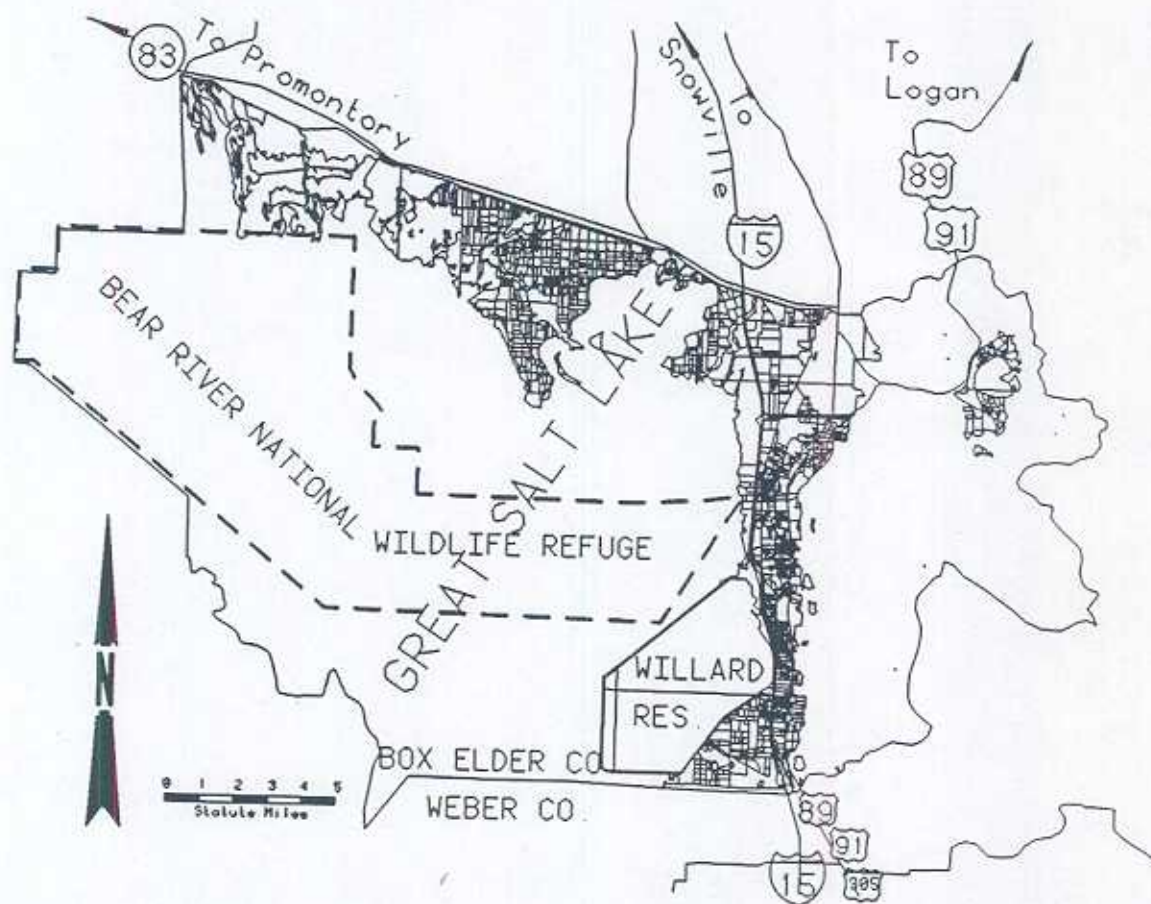 83
To Promontory
To
Snowville
15
To
Logan
89
91
BEAR RIVER NATIONAL
WILDLIFE REFUGE
GREAT SALT LAKE
WILLARD
RES.
BOX ELDER CO
WEBER CO
N
0 1 2 3 4 5
Statute Miles
89
91
15
30S